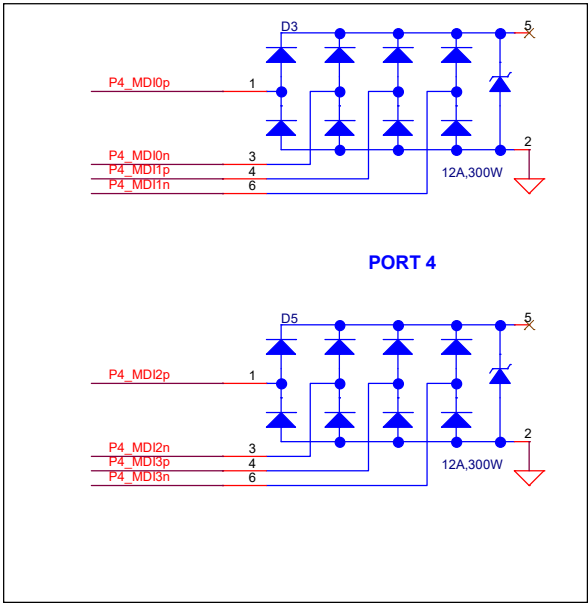 D3
5
P4_MDI0p
1
P4_MDI0n
3
2
P4_MDI1p
4
12A,300W
P4_MDI1n
6
PORT 4
D5
5
P4_MDI2p
1
P4_MDI2n
3
2
P4_MDI3p
4
12A,300W
P4_MDI3n
6